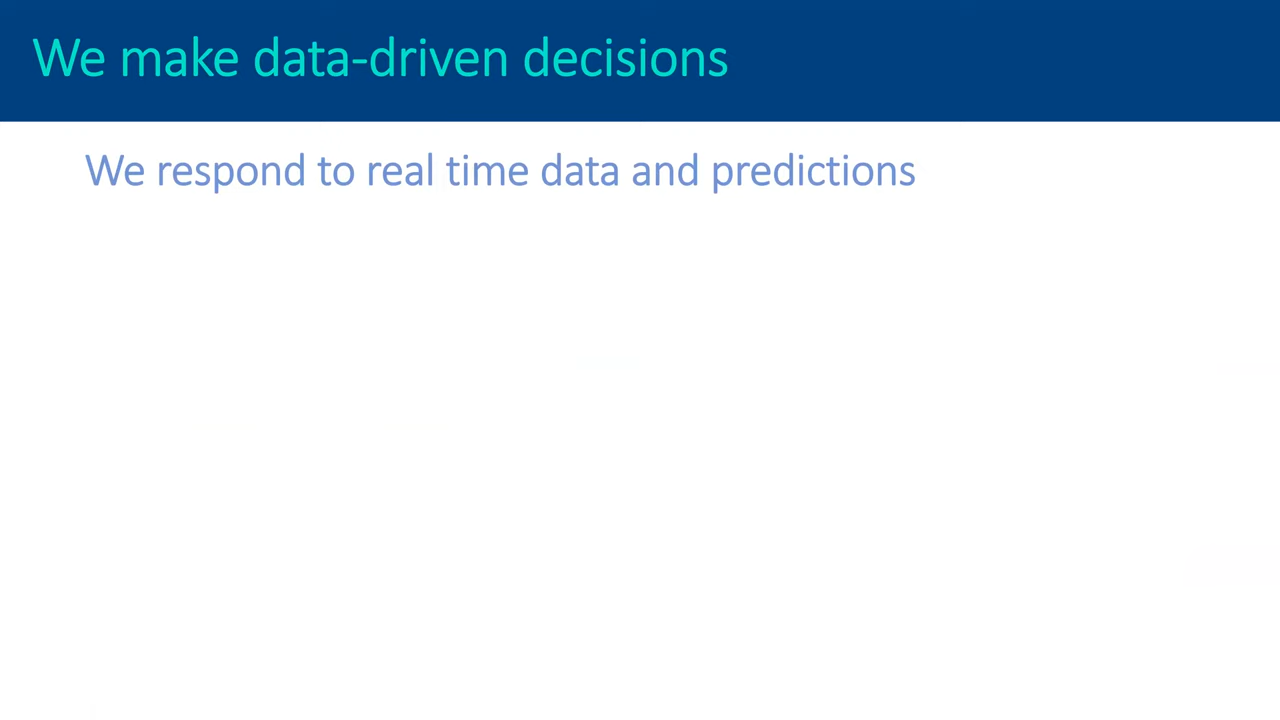 We make data-driven decisions
We respond to real time data and predictions